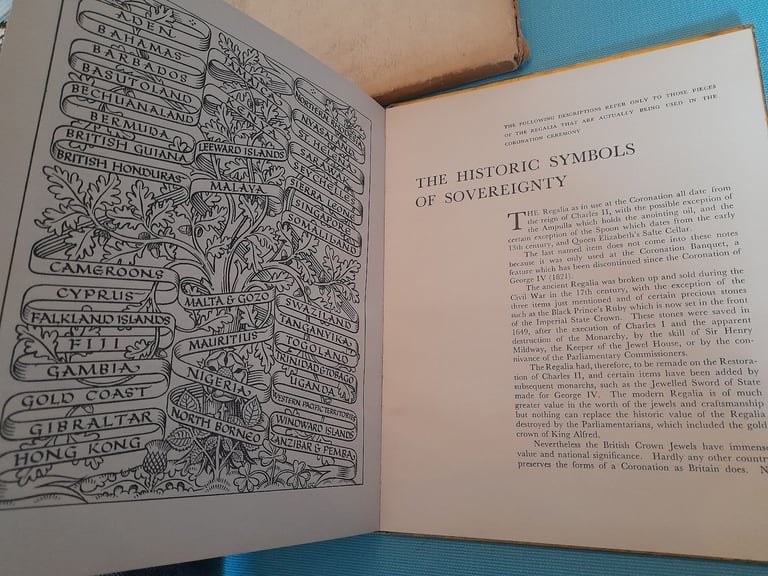 ADEN
BAHAMAS
BARBADOS
BASUTOLAND
BECHUANALAND
BERMUDA
BRITISH GUIANA
BRITISH HONDURAS
CAMEROONS
CYPRUS
FALKLAND ISLANDS
FIJI
GAMBIA
GOLD COAST
GIBRALTAR
HONG KONG
LEEWARD ISLANDS
MALAYA
MALTA & GOZO
MAURITIUS
NIGERIA
NORTH BORNEO
SARAWAK
SEYCHELLES
SIERRA LEONE
SINGAPORE
SOMALILAND
SWAZILAND
TANGANYIKA
TOGOLAND
TRINIDAD & TOBAGO
UGANDA
WESTERN PACIFIC TERRITORIES
WINDWARD ISLANDS
ZANZIBAR & PEMBA
THE FOLLOWING DESCRIPTIONS REFER ONLY TO THOSE PIECES
OF THE REGALIA THAT ARE ACTUALLY BEING USED IN THE
CORONATION CEREMONY
THE HISTORIC SYMBOLS
OF SOVEREIGNTY
THE Regalia as in use at the Coronation all date from
the reign of Charles II, with the possible exception of
the Ampulla which holds the anointing oil, and the
certain exception of the Spoon which dates from the early
13th century, and Queen Elizabeth's Salte Cellar.
The last named item does not come into these notes
because it was only used at the Coronation Banquet, a
feature which has been discontinued since the Coronation of
George IV (1821).
The ancient Regalia was broken up and sold during the
Civil War in the 17th century, with the exception of the
three items just mentioned and of certain precious stones
such as the Black Prince's Ruby which is now set in the front
of the Imperial State Crown. These stones were saved in
1649, after the execution of Charles I and the apparent
destruction of the Monarchy, by the skill of Sir Henry
Mildway, the Keeper of the Jewel House, or by the con-
nivance of the Parliamentary Commissioners.
The Regalia had, therefore, to be remade on the Restora-
tion of Charles II, and certain items have been added by
subsequent monarchs, such as the Jewelled Sword of State
made for George IV. The modern Regalia is of much
greater value in the worth of the jewels and craftsmanship
but nothing can replace the historic value of the Regalia
destroyed by the Parliamentarians, which included the gold
crown of King Alfred.
Nevertheless the British Crown Jewels have immense
value and national significance. Hardly any other countr
preserves the forms of a Coronation as Britain does. N